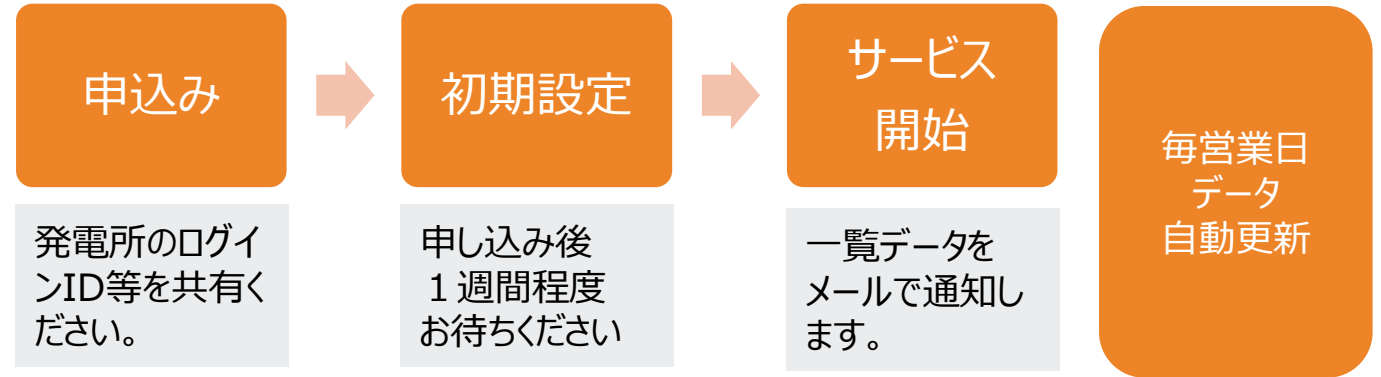 申込み
発電所のログイ
ンID等を共有く
ださい。
初期設定
申し込み後
１週間程度
お待ちください
サービス
開始
一覧データを
メールで通知し
ます。
毎営業日
データ
自動更新